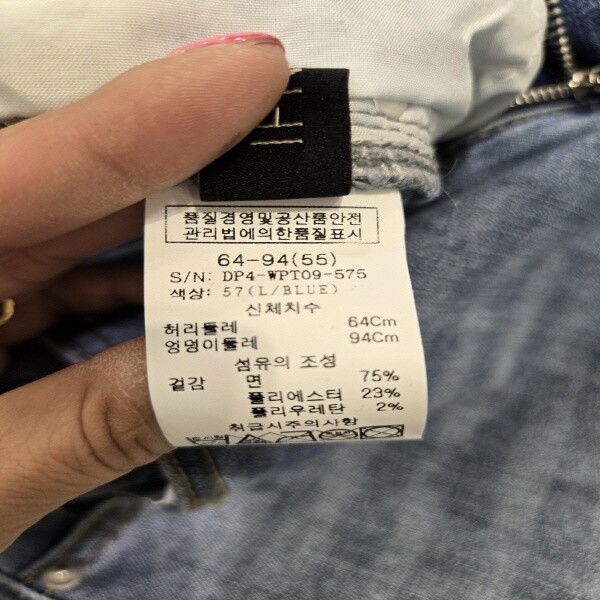 품질경영및공산품안전
관리법에의한품질표시
64-94(55)
S/N: DP4-WPT09-575
색상: 57(L/BLUE)
신체치수
허리둘레 64Cm
엉덩이둘레 94Cm
섬유의 조성
겉감 면 75%
폴리에스터 23%
폴리우레탄 2%
취급시주의사항